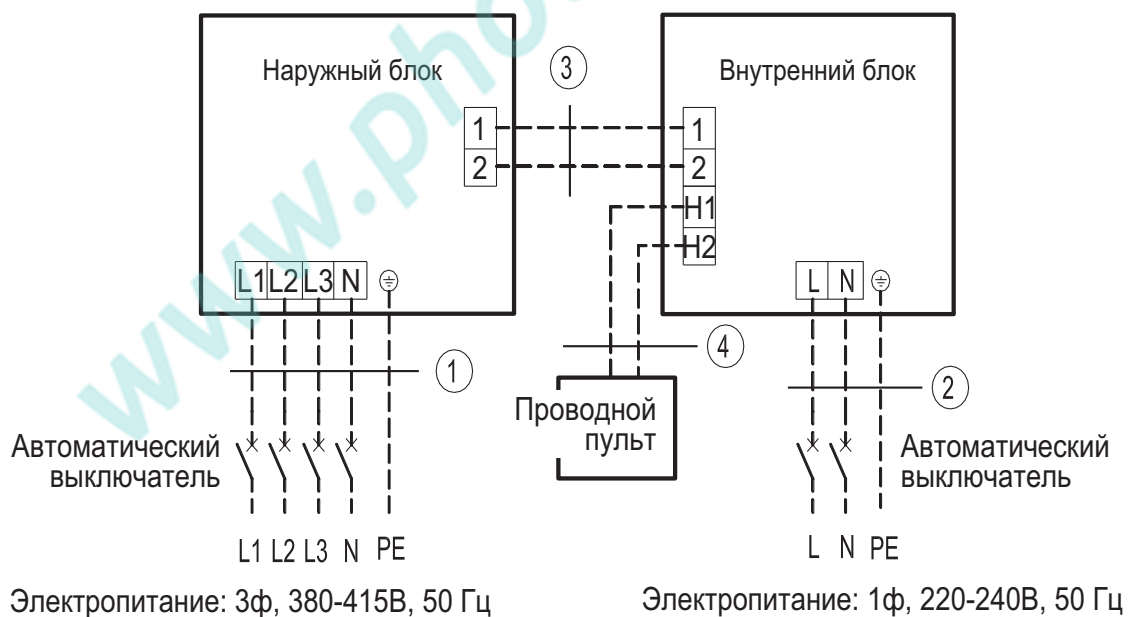 www.pho
Наружный блок
3
Внутренний блок
1
1
2
2
H1
H2
L1 L2 L3 N
L N
1
4
2
Проводной
пульт
Автоматический
выключатель
Автоматический
выключатель
L1 L2 L3 N PE
L N PE
Электропитание: 3ф, 380-415В, 50 Гц
Электропитание: 1ф, 220-240В, 50 Гц